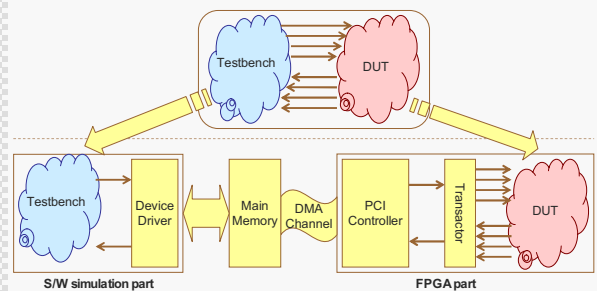 Testbench
DUT
Testbench
Device
Driver
Main
Memory
DMA
Channel
PCI
Controller
Transactor
DUT
S/W simulation part
FPGA part